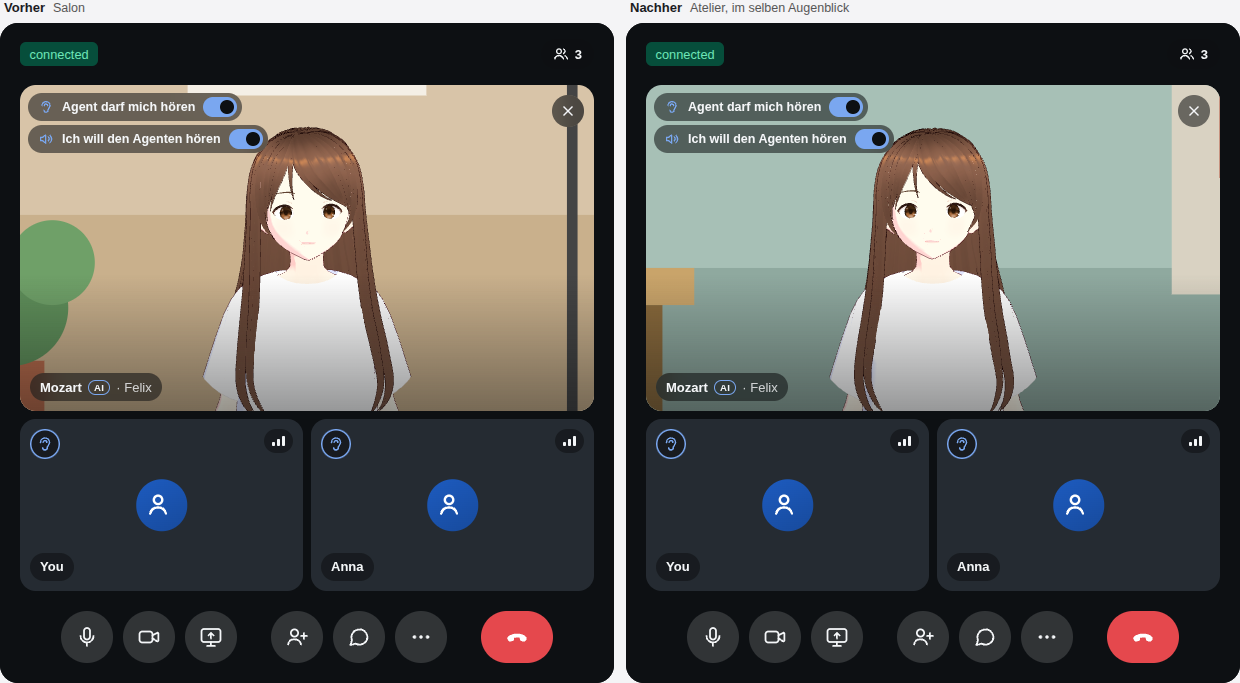 Vorher Salon
connected
3
Agent darf mich hören
Ich will den Agenten hören
Mozart AI · Felix
You
Anna
Nachher Atelier, im selben Augenblick
connected
3
Agent darf mich hören
Ich will den Agenten hören
Mozart AI · Felix
You
Anna